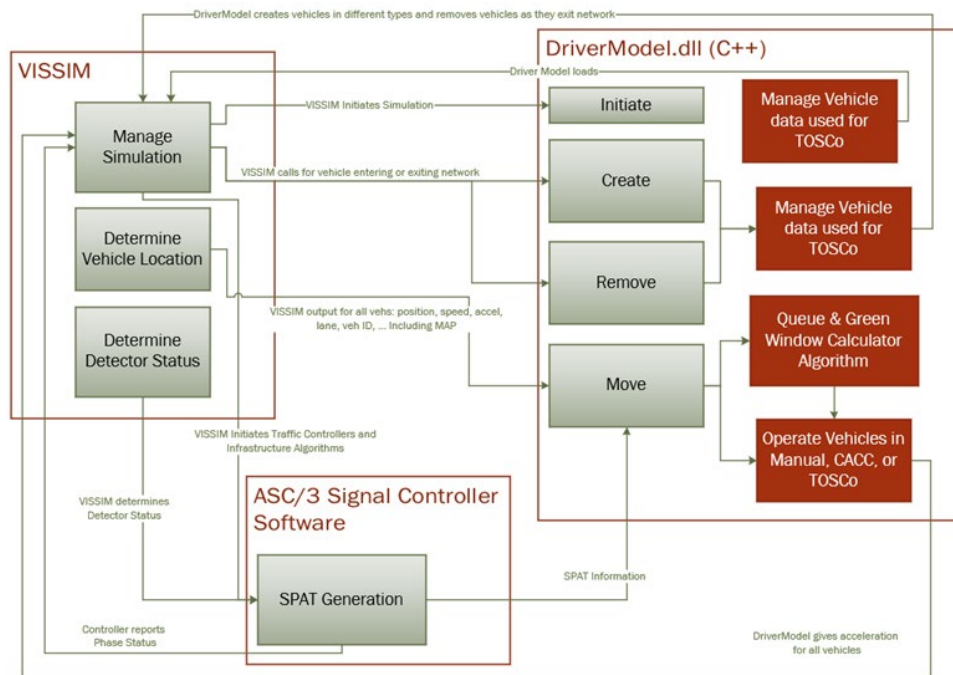 DriverModel creates vehicles in different types and removes vehicles as they exit network
VISSIM
DriverModel.dll (C++)
Driver Model loads
VISSIM Initiates Simulation
Manage
Simulation
Initiate
Manage Vehicle
data used for
TOSCo
VISSIM calls for vehicle entering or exiting network
Create
Determine
Vehicle Location
Manage Vehicle
data used for
TOSCo
Remove
VISSIM output for all vehs: position, speed, accel,
lane, veh ID, ... Including MAP
Determine
Detector Status
Queue & Green
Window Calculator
Algorithm
Move
VISSIM Initiates Traffic Controllers and
Infrastructure Algorithms
Operate Vehicles in
Manual, CACC, or
TOSCo
VISSIM determines
Detector Status
ASC/3 Signal Controller
Software
SPAT Generation
SPAT Information
Controller reports
Phase Status
DriverModel gives acceleration
for all vehicles